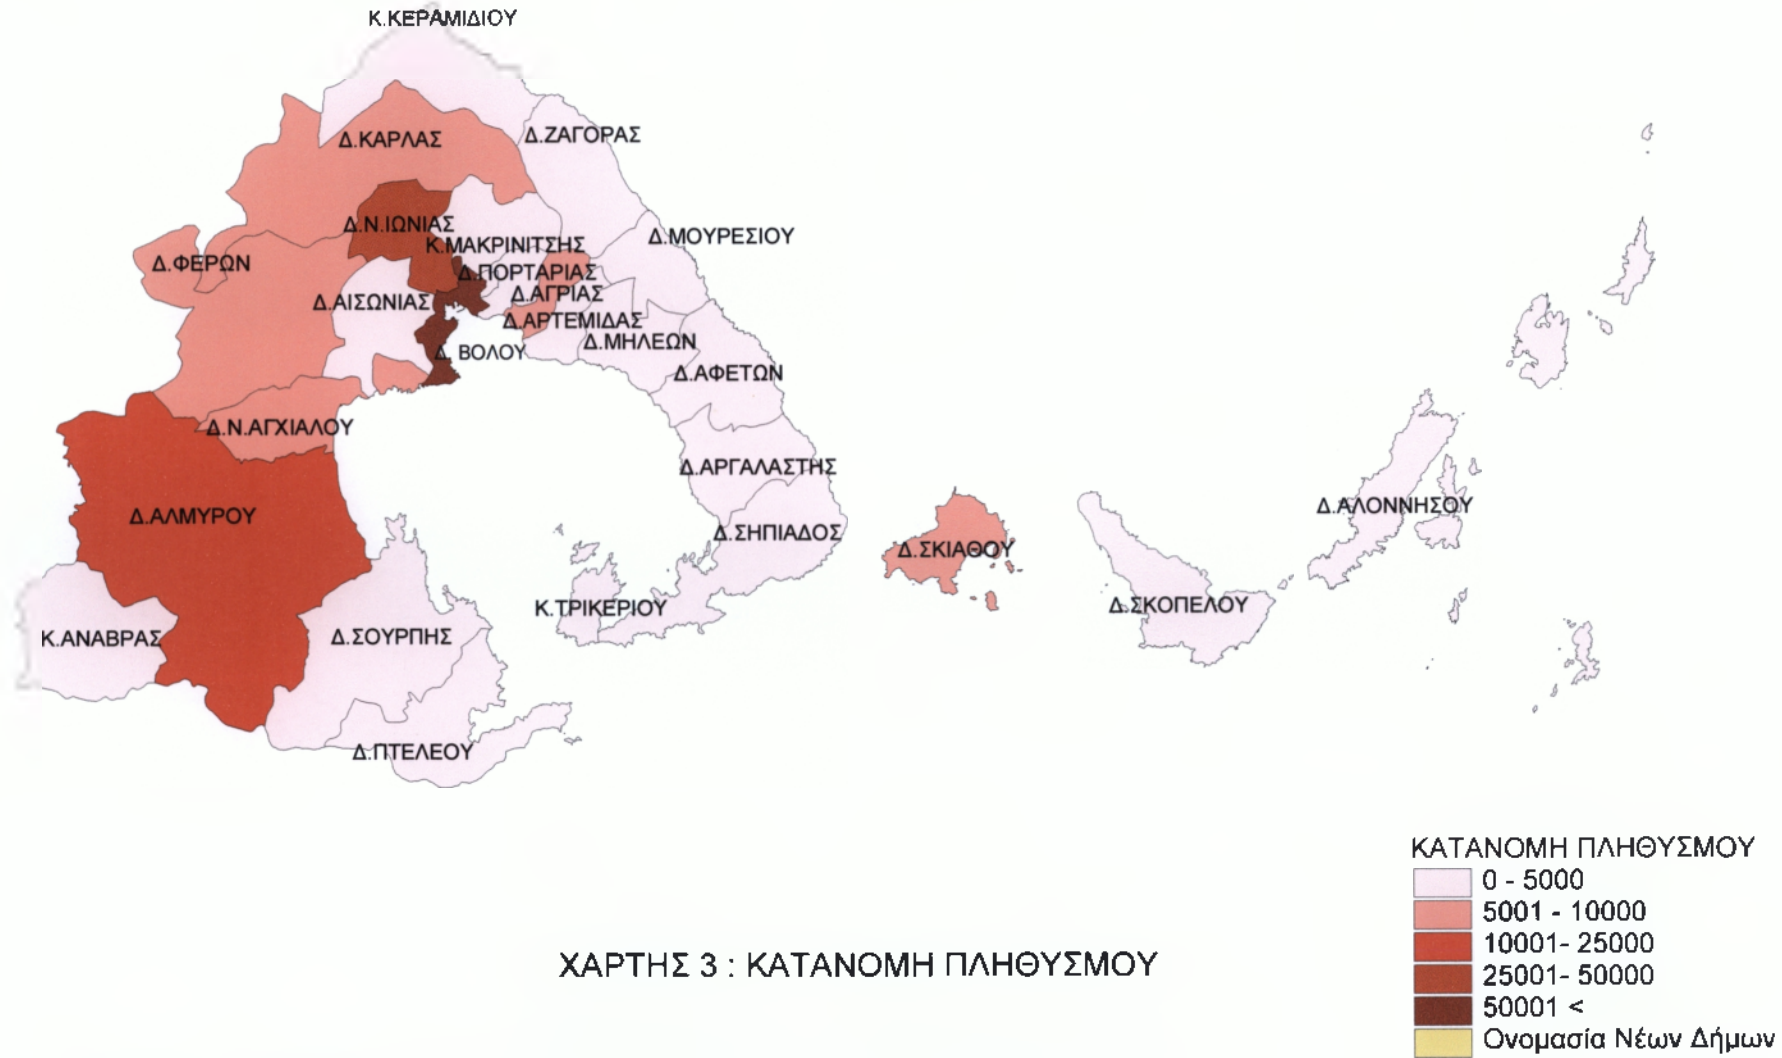 Κ.ΚΕΡΑΜΙΔΙΟΥ
Δ.ΚΑΡΛΑΣ
Δ.ΖΑΓΟΡΑΣ
Δ.Ν.ΙΩΝΙΑΣ
Κ.ΜΑΚΡΙΝΙΤΣΗΣ
Δ.ΜΟΥΡΕΣΙΟΥ
Δ.ΦΕΡΩΝ
Δ.ΠΟΡΤΑΡΙΑΣ
Δ.ΑΙΣΩΝΙΑΣ
Δ.ΑΓΡΙΑΣ
Δ.ΑΡΤΕΜΙΔΑΣ
Δ.ΜΗΛΕΩΝ
Δ. ΒΟΛΟΥ
Δ.ΑΦΕΤΩΝ
Δ.Ν.ΑΓΧΙΑΛΟΥ
Δ.ΑΡΓΑΛΑΣΤΗΣ
Δ.ΑΛΜΥΡΟΥ
Δ.ΣΗΠΙΑΔΟΣ
Δ.ΣΚΙΑΘΟΥ
Δ.ΑΛΟΝΝΗΣΟΥ
Κ.ΤΡΙΚΕΡΙΟΥ
Δ.ΣΚΟΠΕΛΟΥ
Κ.ΑΝΑΒΡΑΣ
Δ.ΣΟΥΡΠΗΣ
Δ.ΠΤΕΛΕΟΥ
ΚΑΤΑΝΟΜΗ ΠΛΗΘΥΣΜΟΥ
0 - 5000
5001 - 10000
10001- 25000
25001- 50000
50001 <
Ονομασία Νέων Δήμων
ΧΑΡΤΗΣ 3 : ΚΑΤΑΝΟΜΗ ΠΛΗΘΥΣΜΟΥ